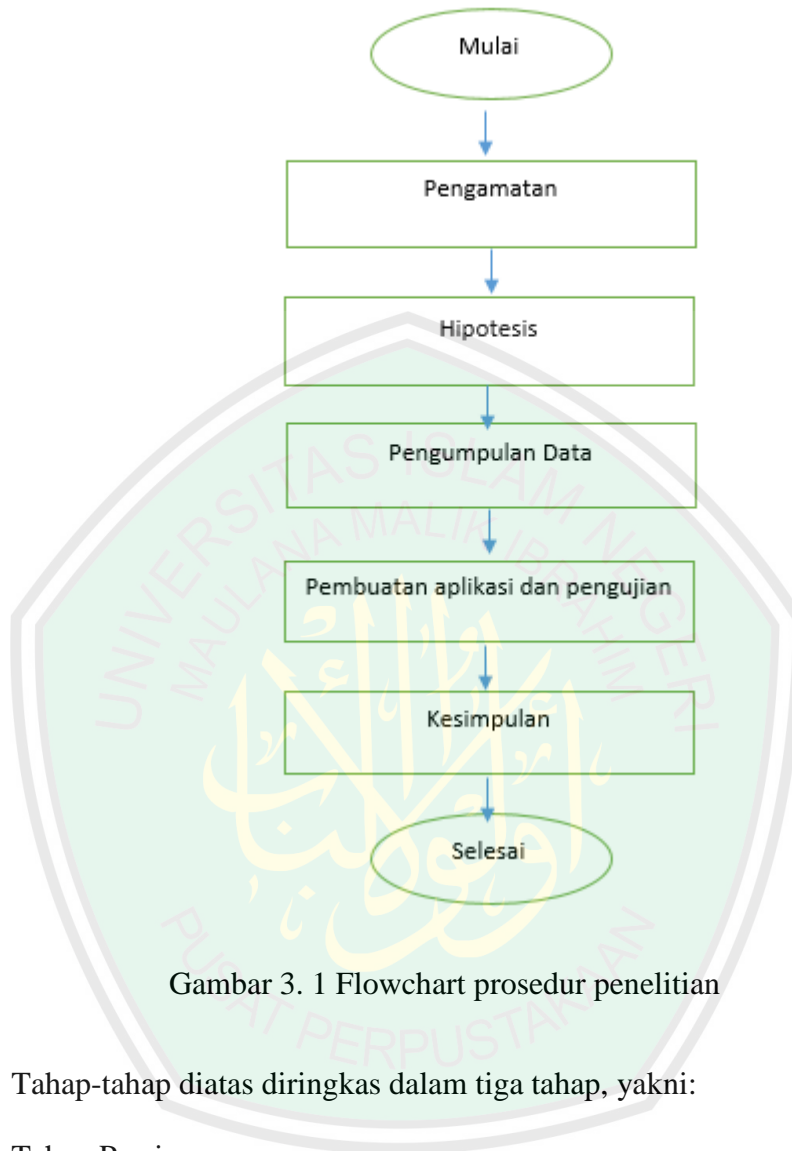 Mulai
Pengamatan
Hipotesis
Pengumpulan Data
Pembuatan aplikasi dan pengujian
Kesimpulan
Selesai
Gambar 3. 1 Flowchart prosedur penelitian
Tahap-tahap diatas diringkas dalam tiga tahap, yakni:
UNIVERSITAS ISLAM NEGERI
MAULANA MALIK IBRAHIM
PUSAT PERPUSTAKAAN